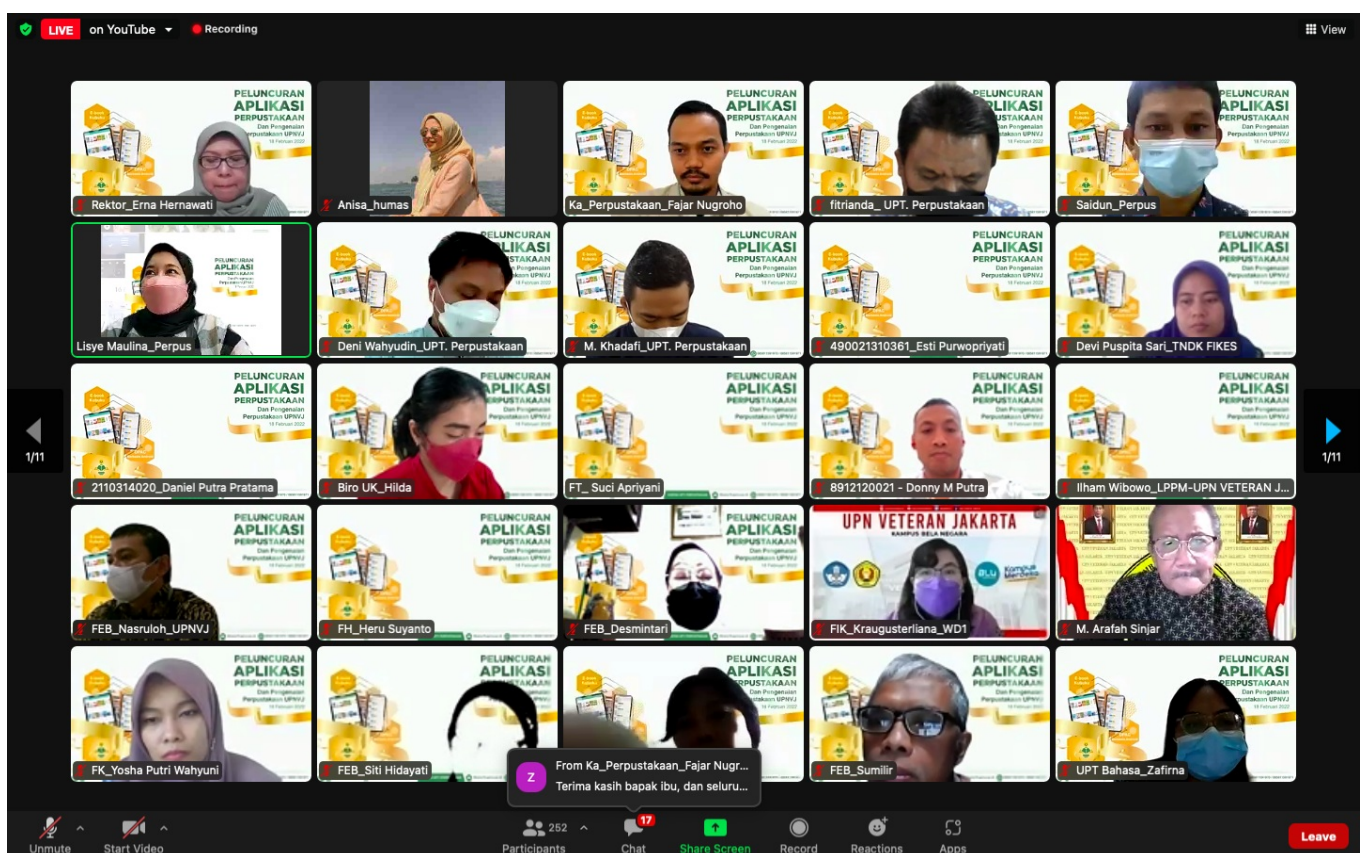 LIVE on YouTube Recording View
PELUNCURAN
APLIKASI
PERPUSTAKAAN
Dan Pengenalan
Perpustakaan UPNVJ
16 Februari 2022
Rektor_Erna Hernawati
Anisa_humas
Ka_Perpustakaan_Fajar Nugroho
fitrianda_ UPT. Perpustakaan
Saidun_Perpus
Lisye Maulina_Perpus
Deni Wahyudin_UPT. Perpustakaan
M. Khadafi_UPT. Perpustakaan
490021310361_Esti Purwopriyati
Devi Puspita Sari_TNDK FIKES
1/11
2110314020_Daniel Putra Pratama
Biro UK_Hilda
FT_ Suci Apriyani
8912120021 - Donny M Putra
Ilham Wibowo_LPPM-UPN VETERAN J...
1/11
UPN VETERAN JAKARTA
KAMPUS BELA NEGARA
BLU
Kampus
Merdeka
FEB_Nasruloh_UPNVJ
FH_Heru Suyanto
FEB_Desmintari
FIK_Kraugusterliana_WD1
M. Arafah Sinjar
FK_Yosha Putri Wahyuni
FEB_Siti Hidayati
FEB_Sumilir
UPT Bahasa_Zafirna
Z
From Ka_Perpustakaan_Fajar Nugr...
Terima kasih bapak ibu, dan seluru...
Unmute
Start Video
252
Participants
17
Chat
Share Screen
Record
Reactions
Apps
Leave